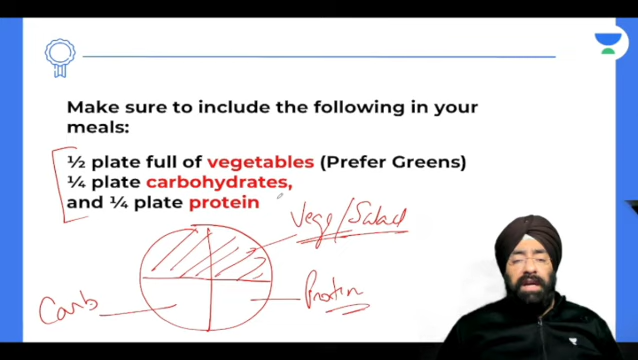 Make sure to include the following in your
meals:
½ plate full of vegetables (Prefer Greens)
¼ plate carbohydrates,
and ¼ plate protein
Vege/Salad
Carb
Protein